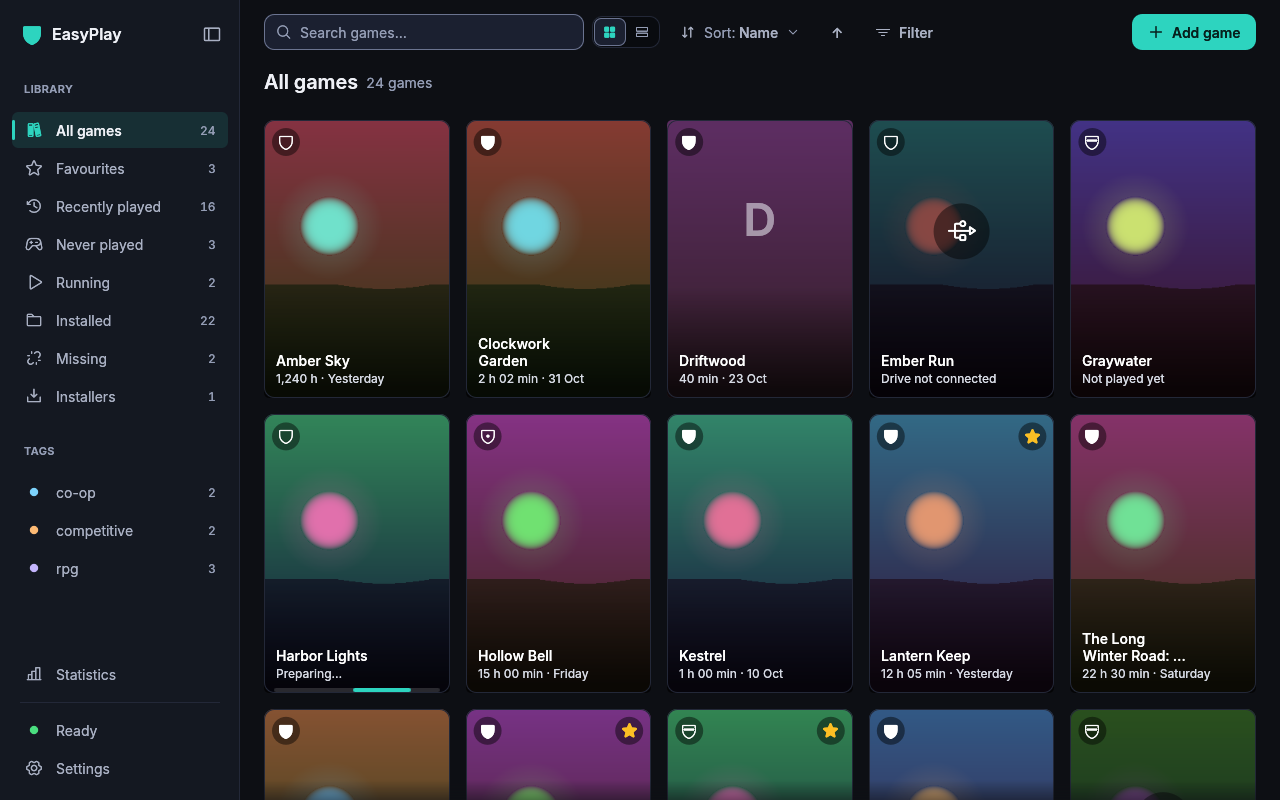 EasyPlay
Search games...
Sort: Name
Filter
Add game
LIBRARY
All games 24
Favourites 3
Recently played 16
Never played 3
Running 2
Installed 22
Missing 2
Installers 1
TAGS
co-op 2
competitive 2
rpg 3
Statistics
Ready
Settings
All games 24 games
Amber Sky
1,240 h · Yesterday
Clockwork
Garden
2 h 02 min · 31 Oct
D
Driftwood
40 min · 23 Oct
Ember Run
Drive not connected
Graywater
Not played yet
Harbor Lights
Preparing...
Hollow Bell
15 h 00 min · Friday
Kestrel
1 h 00 min · 10 Oct
Lantern Keep
12 h 05 min · Yesterday
The Long
Winter Road: ...
22 h 30 min · Saturday